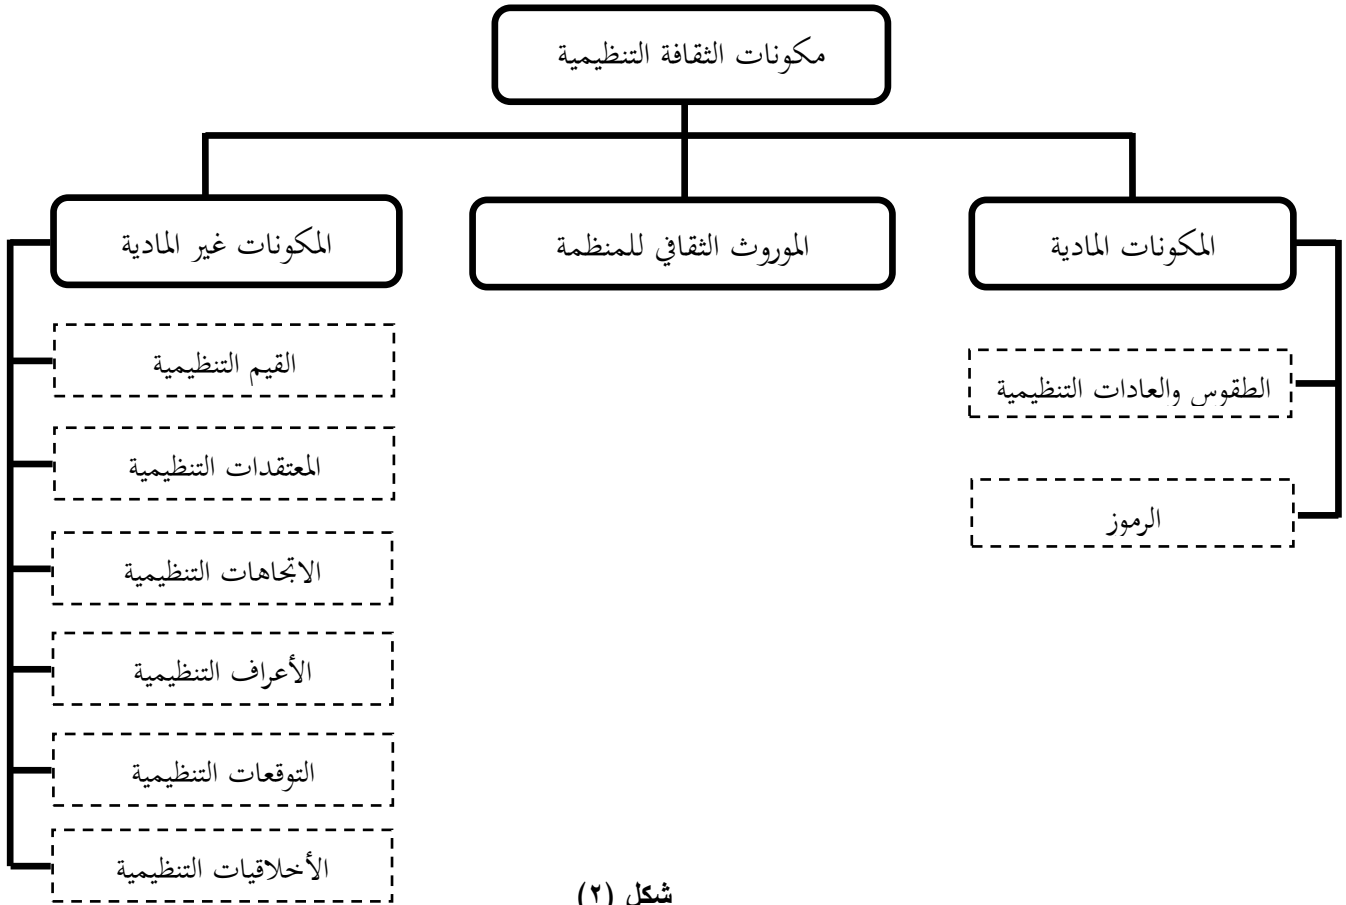 مكونات الثقافة التنظيمية
المكونات المادية
الموروث الثقافي للمنظمة
المكونات غير المادية
الطقوس والعادات التنظيمية
الرموز
القيم التنظيمية
المعتقدات التنظيمية
الاتجاهات التنظيمية
الأعراف التنظيمية
التوقعات التنظيمية
الأخلاقيات التنظيمية
شكل (٢)